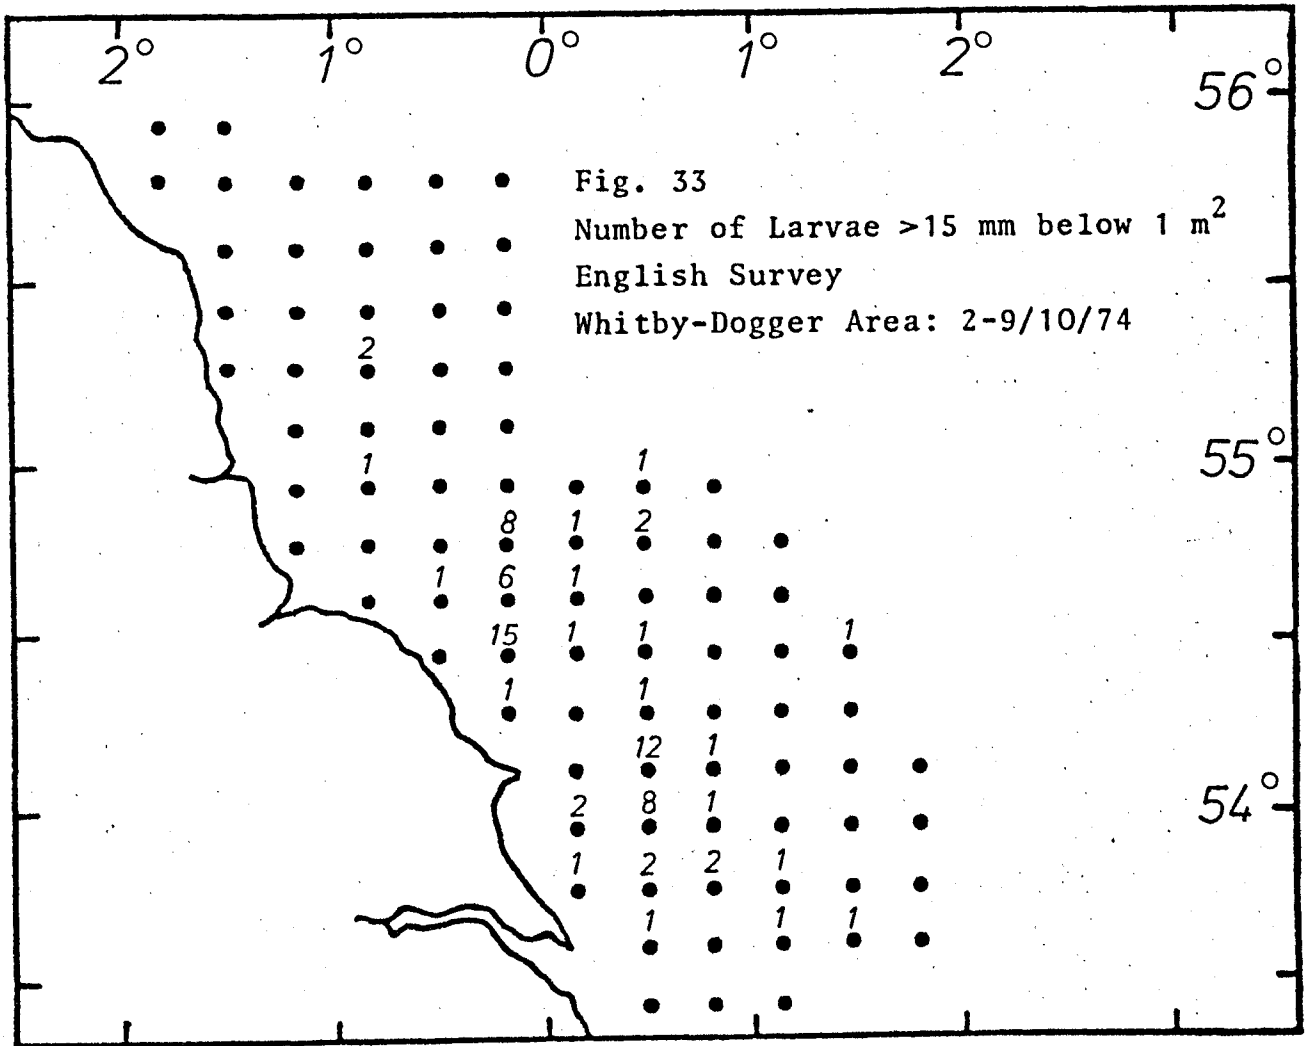 2° 1° 0° 1° 2°
56°
Fig. 33
Number of Larvae >15 mm below 1 m²
English Survey
Whitby-Dogger Area: 2-9/10/74
2
55°
1 1
8 1 2
1 6 1
15 1 1 1
1 1
12 1
54°
2 8 1
1 2 2 1
1 1 1